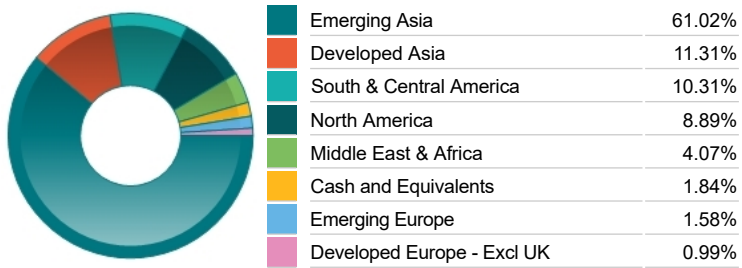 Emerging Asia 61.02%
Developed Asia 11.31%
South & Central America 10.31%
North America 8.89%
Middle East & Africa 4.07%
Cash and Equivalents 1.84%
Emerging Europe 1.58%
Developed Europe - Excl UK 0.99%